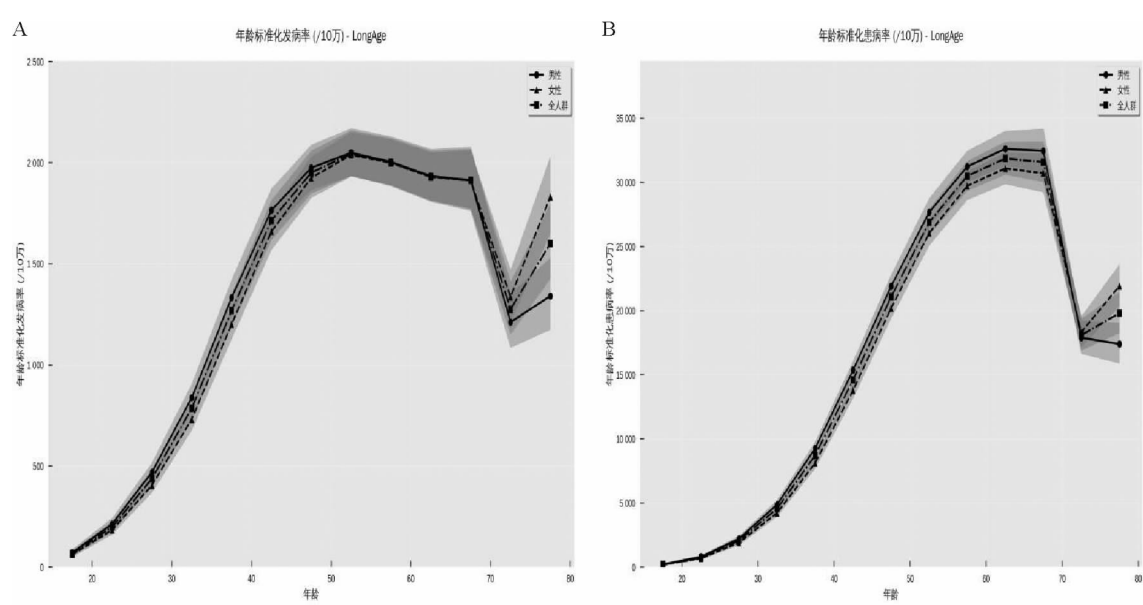 A
年龄标准化发病率 (/10万) - LongAge
年龄标准化发病率 (/10万)
2 500
2 000
1 500
1 000
500
0
20
30
40
50
60
70
80
年龄
男性
女性
全人群
B
年龄标准化患病率 (/10万) - LongAge
年龄标准化患病率 (/10万)
35 000
30 000
25 000
20 000
15 000
10 000
5 000
0
20
30
40
50
60
70
80
年龄
男性
女性
全人群